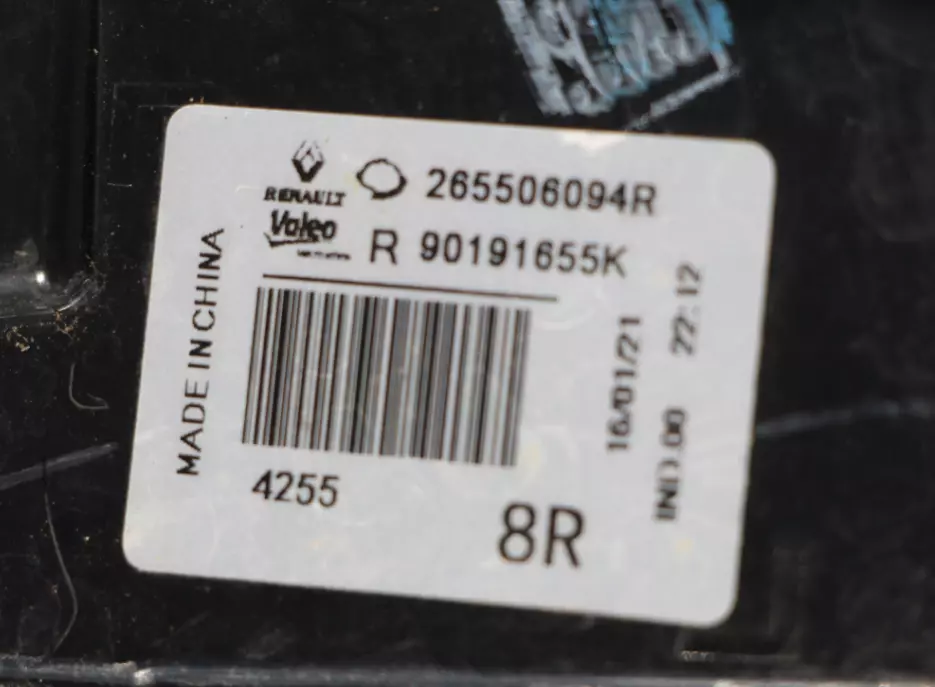 RENAULT
265506094R
Valeo
R 90191655K
MADE IN CHINA
16/01/21
IND.00 22:12
4255
8R